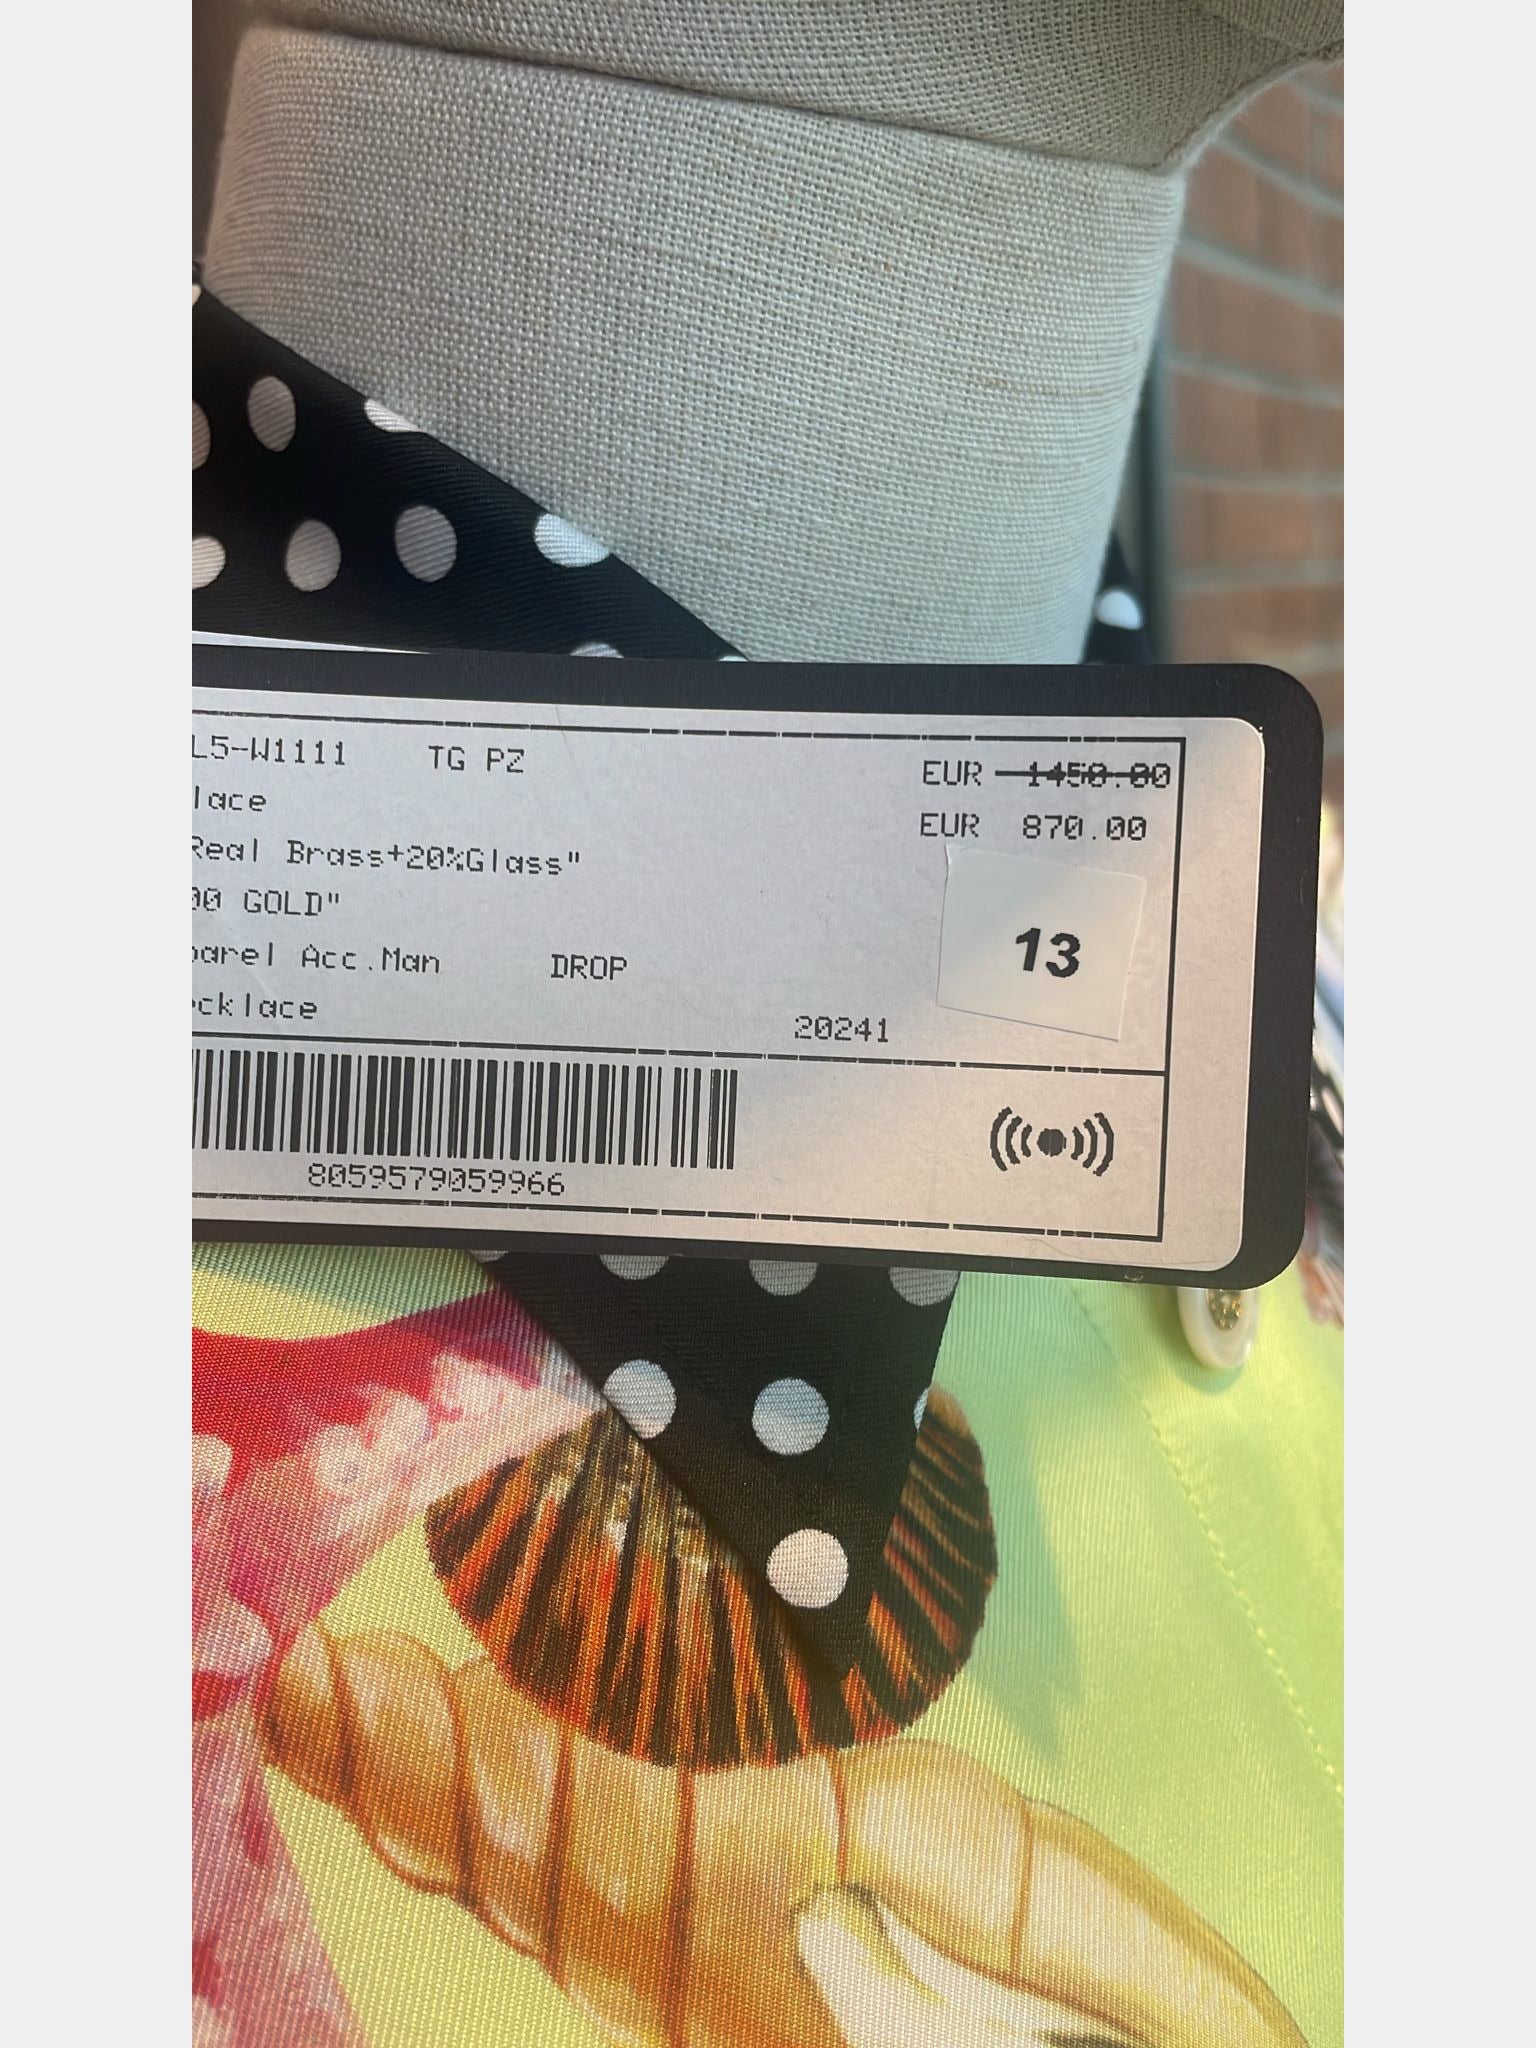 L5-W1111 TG PZ EUR 1450.00
lace EUR 870.00
Real Brass+20%Glass"
00 GOLD"
13
parel Acc.Man DROP
ecklace 20241
8059579059966